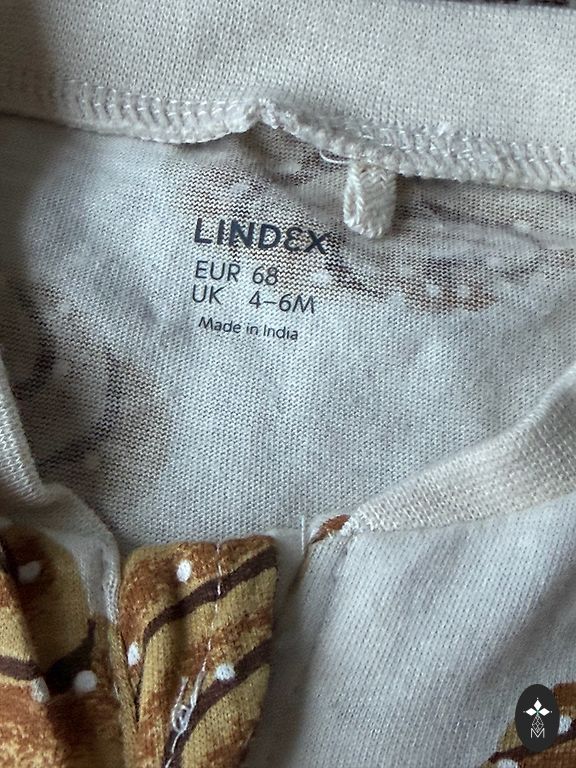 LINDEX
EUR 68
UK 4–6M
Made in India
M